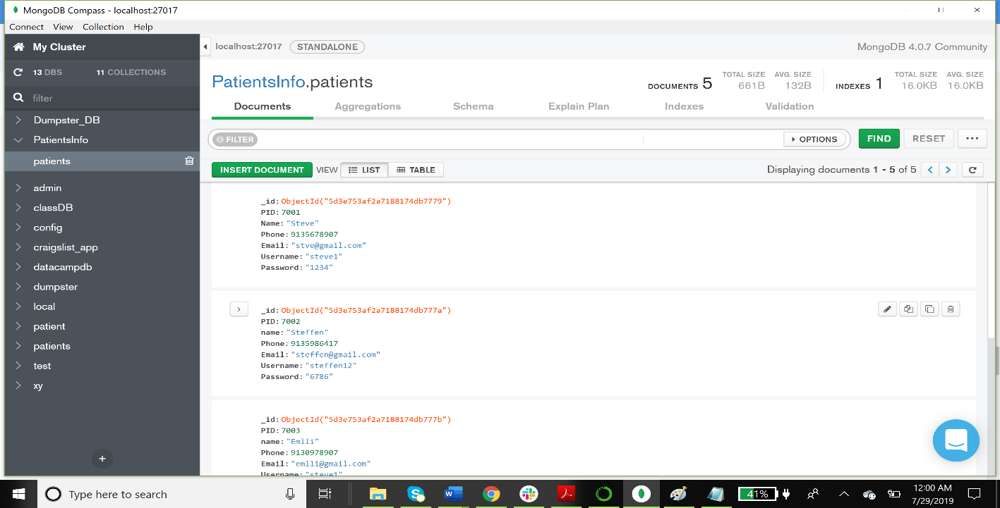 MongoDB Compass - localhost:27017
Connect View Collection Help
My Cluster
localhost:27017 STANDALONE MongoDB 4.0.7 Community
13 DBS 11 COLLECTIONS
filter
PatientsInfo.patients
DOCUMENTS 5 TOTAL SIZE 661B AVG. SIZE 132B INDEXES 1 TOTAL SIZE 16.0KB AVG. SIZE 16.0KB
Documents Aggregations Schema Explain Plan Indexes Validation
FILTER OPTIONS FIND RESET
INSERT DOCUMENT VIEW LIST TABLE Displaying documents 1 - 5 of 5
Dumpster_DB
PatientsInfo
patients
admin
classDB
config
craigslist_app
datacampdb
dumpster
local
patient
patients
test
xy
_id: ObjectId("5d3e753af2a7188174db7779")
PID: 7001
Name: "Steve"
Phone: 9135678907
Email: "stve@gmail.com"
Username: "steve1"
Password: "1234"
_id: ObjectId("5d3e753af2a7188174db777a")
PID: 7002
name: "Steffen"
Phone: 9135986417
Email: "steffen@gmail.com"
Username: "steffen12"
Password: "6786"
_id: ObjectId("5d3e753af2a7188174db777b")
PID: 7003
name: "Emlli"
Phone: 9130978907
Email: "emlli@gmail.com"
Username: "steve1"
Type here to search
41%
12:00 AM
7/29/2019